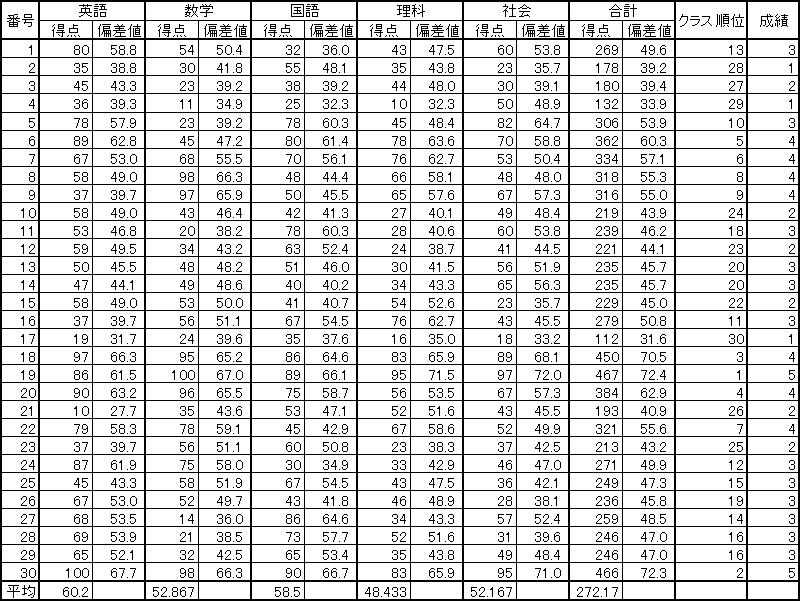 番号 英語 数学 国語 理科 社会 合計 クラス順位 成績
得点 偏差値 得点 偏差値 得点 偏差値 得点 偏差値 得点 偏差値 得点 偏差値
1 80 58.8 54 50.4 32 36.0 43 47.5 60 53.8 269 49.6 13 3
2 35 38.8 30 41.8 55 48.1 35 43.8 23 35.7 178 39.2 28 1
3 45 43.3 23 39.2 38 39.2 44 48.0 30 39.1 180 39.4 27 2
4 36 39.3 11 34.9 25 32.3 10 32.3 50 48.9 132 33.9 29 1
5 78 57.9 23 39.2 78 60.3 45 48.4 82 64.7 306 53.9 10 3
6 89 62.8 45 47.2 80 61.4 78 63.6 70 58.8 362 60.3 5 4
7 67 53.0 68 55.5 70 56.1 76 62.7 53 50.4 334 57.1 6 4
8 58 49.0 98 66.3 48 44.4 66 58.1 48 48.0 318 55.3 8 4
9 37 39.7 97 65.9 50 45.5 65 57.6 67 57.3 316 55.0 9 4
10 58 49.0 43 46.4 42 41.3 27 40.1 49 48.4 219 43.9 24 2
11 53 46.8 20 38.2 78 60.3 28 40.6 60 53.8 239 46.2 18 3
12 59 49.5 34 43.2 63 52.4 24 38.7 41 44.5 221 44.1 23 2
13 50 45.5 48 48.2 51 46.0 30 41.5 56 51.9 235 45.7 20 3
14 47 44.1 49 48.6 40 40.2 34 43.3 65 56.3 235 45.7 20 3
15 58 49.0 53 50.0 41 40.7 54 52.6 23 35.7 229 45.0 22 2
16 37 39.7 56 51.1 67 54.5 76 62.7 43 45.5 279 50.8 11 3
17 19 31.7 24 39.6 35 37.6 16 35.0 18 33.2 112 31.6 30 1
18 97 66.3 95 65.2 86 64.6 83 65.9 89 68.1 450 70.5 3 4
19 86 61.5 100 67.0 89 66.1 95 71.5 97 72.0 467 72.4 1 5
20 90 63.2 96 65.5 75 58.7 56 53.5 67 57.3 384 62.9 4 4
21 10 27.7 35 43.6 53 47.1 52 51.6 43 45.5 193 40.9 26 2
22 79 58.3 78 59.1 45 42.9 67 58.6 52 49.9 321 55.6 7 4
23 37 39.7 56 51.1 60 50.8 23 38.3 37 42.5 213 43.2 25 2
24 87 61.9 75 58.0 30 34.9 33 42.9 46 47.0 271 49.9 12 3
25 45 43.3 58 51.9 67 54.5 43 47.5 36 42.1 249 47.3 15 3
26 67 53.0 52 49.7 43 41.8 46 48.9 28 38.1 236 45.8 19 3
27 68 53.5 14 36.0 86 64.6 34 43.3 57 52.4 259 48.5 14 3
28 69 53.9 21 38.5 73 57.7 52 51.6 31 39.6 246 47.0 16 3
29 65 52.1 32 42.5 65 53.4 35 43.8 49 48.4 246 47.0 16 3
30 100 67.7 98 66.3 90 66.7 83 65.9 95 71.0 466 72.3 2 5
平均 60.2 52.867 58.5 48.433 52.167 272.17